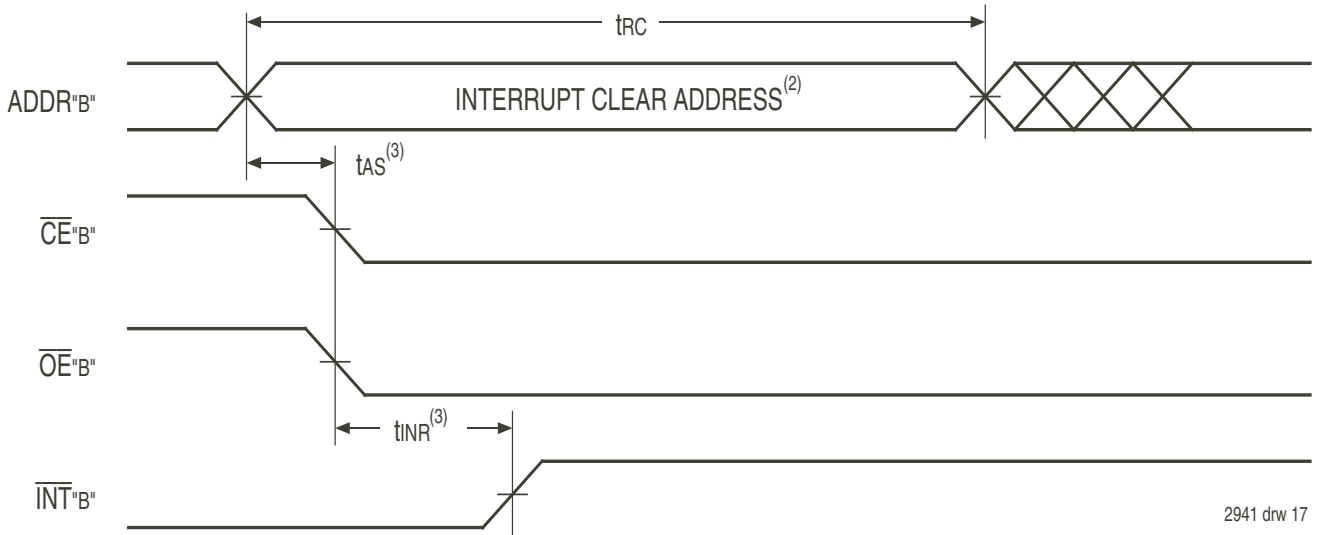 tRC
ADDR"B"
INTERRUPT CLEAR ADDRESS(2)
tAS(3)
CE"B"
OE"B"
tINR(3)
INT"B"
2941 drw 17